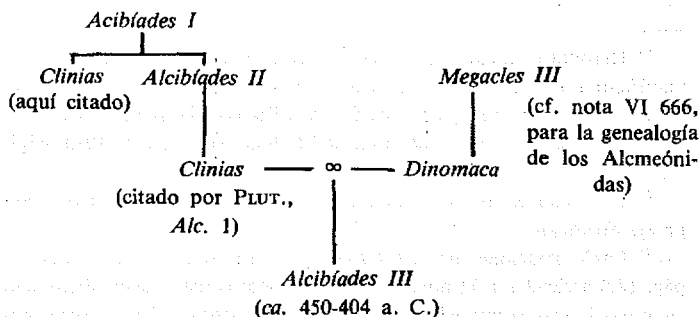 Acibíades I
Clinias Alcibíades II Megacles III
(aquí citado) (cf. nota VI 666,
para la genealogía
de los Alcmeóni-
das)
Clinias ∞ Dinomaca
(citado por PLUT.,
Alc. 1)
Alcibíades III
(ca. 450-404 a. C.)